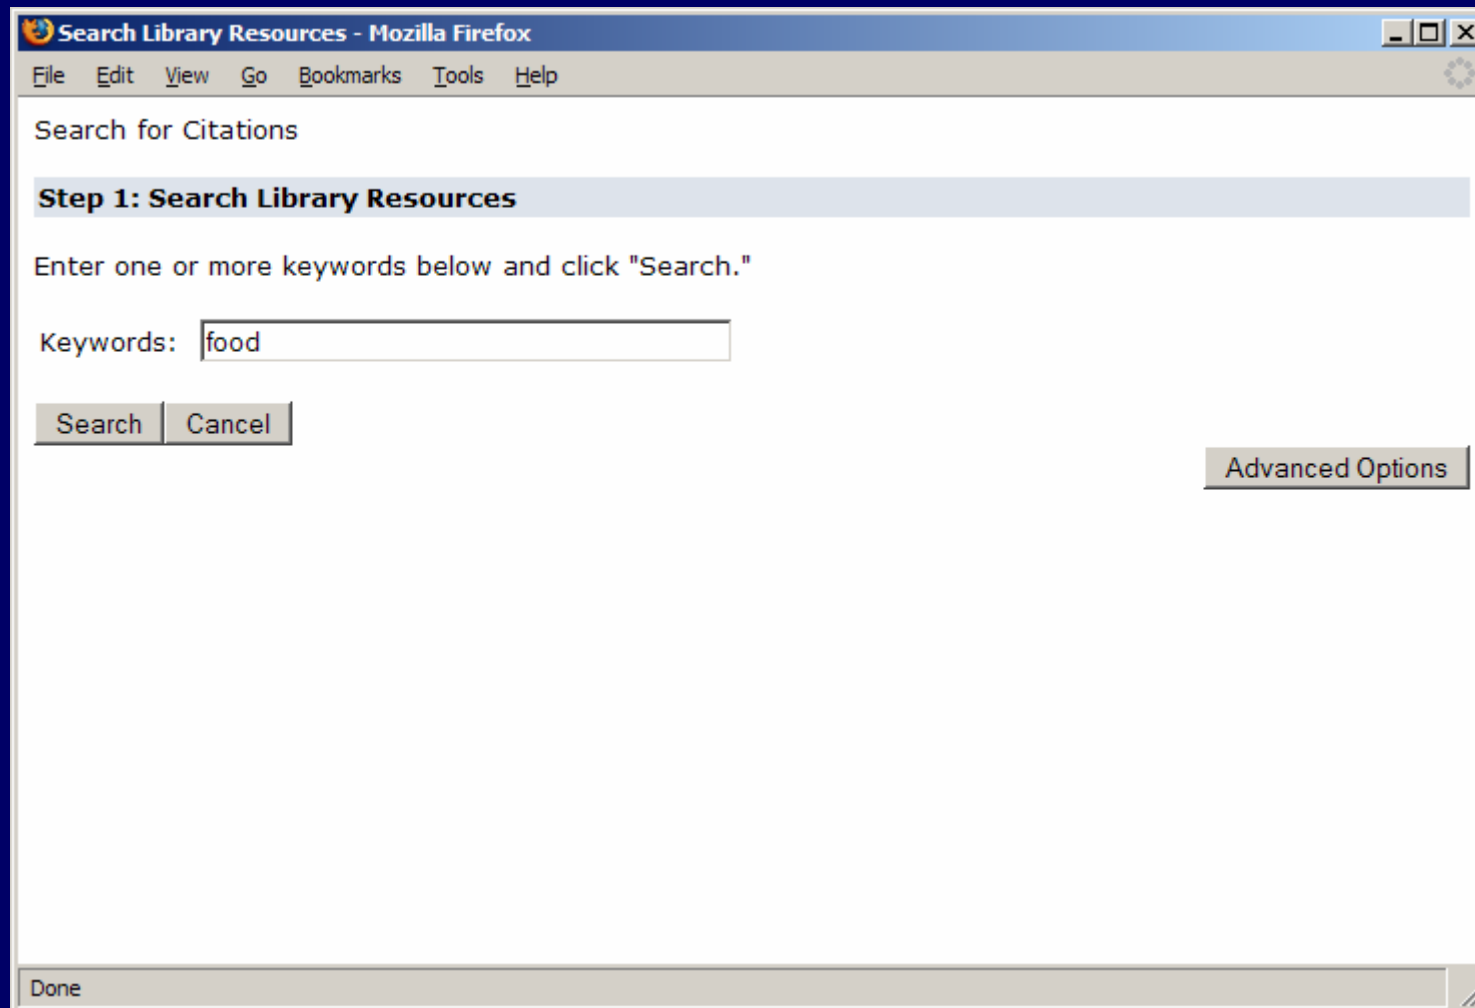 Search Library Resources - Mozilla Firefox
File Edit View Go Bookmarks Tools Help
Search for Citations
Step 1: Search Library Resources
Enter one or more keywords below and click "Search."
Keywords: food
Search Cancel
Advanced Options
Done